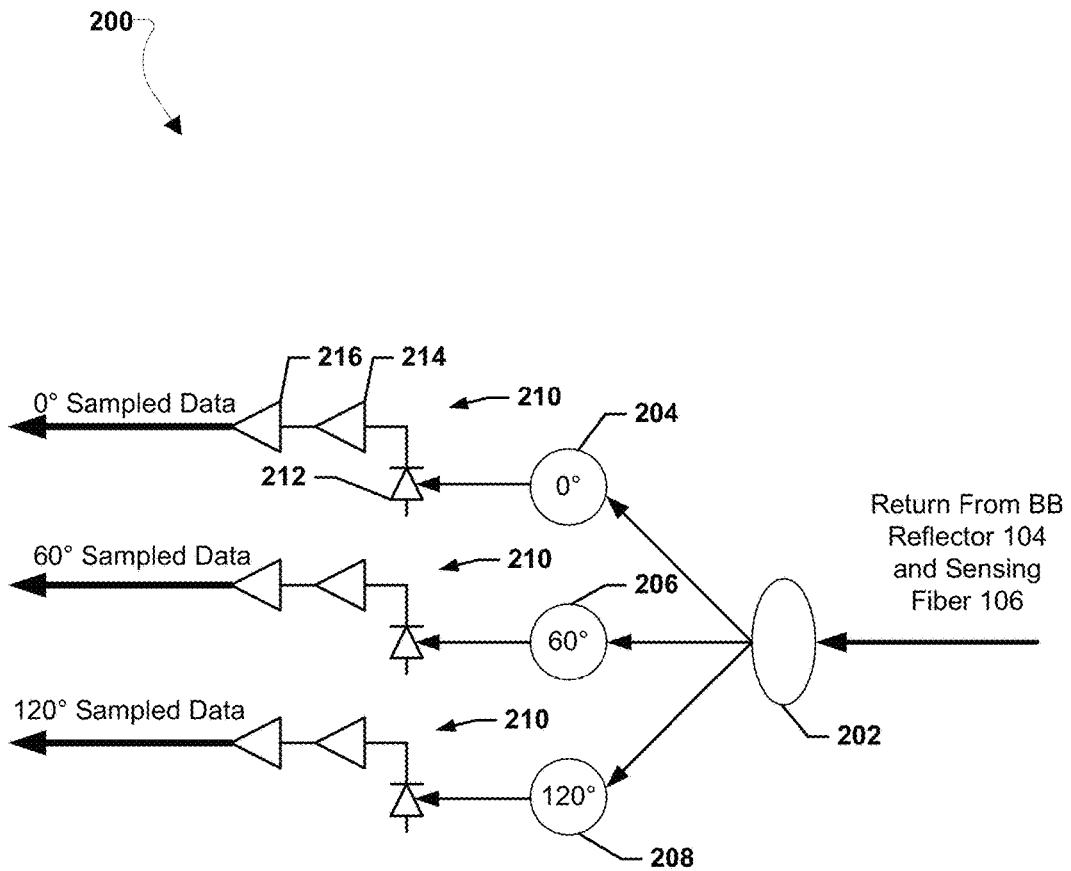 200
216
214
0° Sampled Data
210
204
212
0°
Return From BB
Reflector 104
and Sensing
Fiber 106
60° Sampled Data
210
206
60°
120° Sampled Data
210
202
120°
208